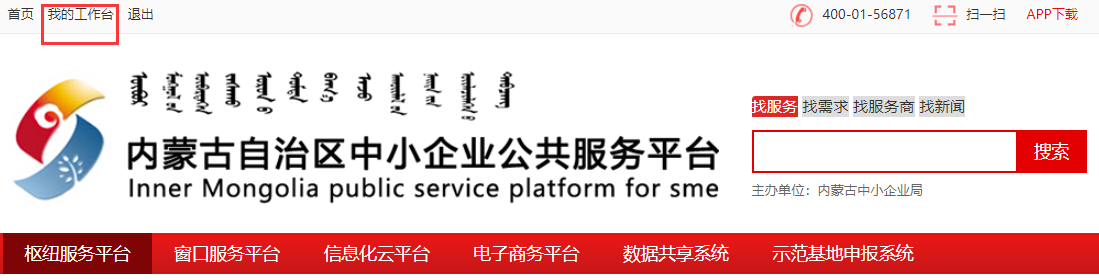 首页 我的工作台 退出 400-01-56871 扫一扫 APP下载
内蒙古自治区中小企业公共服务平台
Inner Mongolia public service platform for sme
找服务 找需求 找服务商 找新闻
搜索
主办单位：内蒙古中小企业局
枢纽服务平台 窗口服务平台 信息化云平台 电子商务平台 数据共享系统 示范基地申报系统